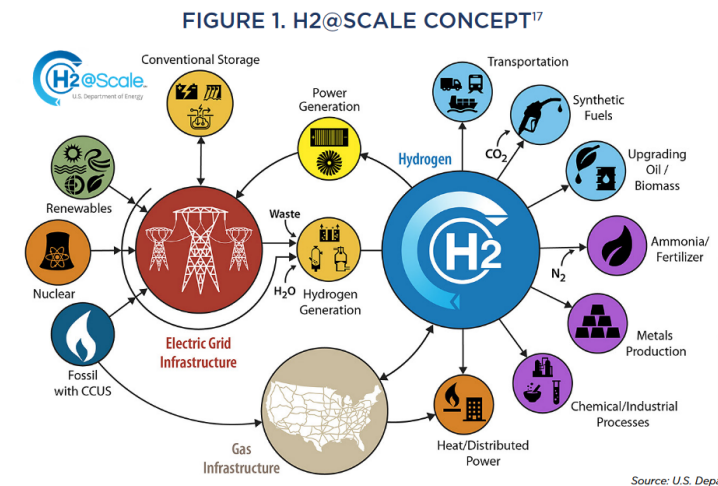 FIGURE 1. H2@SCALE CONCEPT17
H2@Scale
U.S. Department of Energy
Conventional Storage
Power
Generation
Transportation
Hydrogen
Synthetic
Fuels
CO2
Upgrading
Oil /
Biomass
Renewables
Waste
H2
Ammonia/
Fertilizer
N2
Nuclear
H2O
Hydrogen
Generation
Electric Grid
Infrastructure
Metals
Production
Fossil
with CCUS
Chemical/Industrial
Processes
Gas
Infrastructure
Heat/Distributed
Power
Source: U.S.